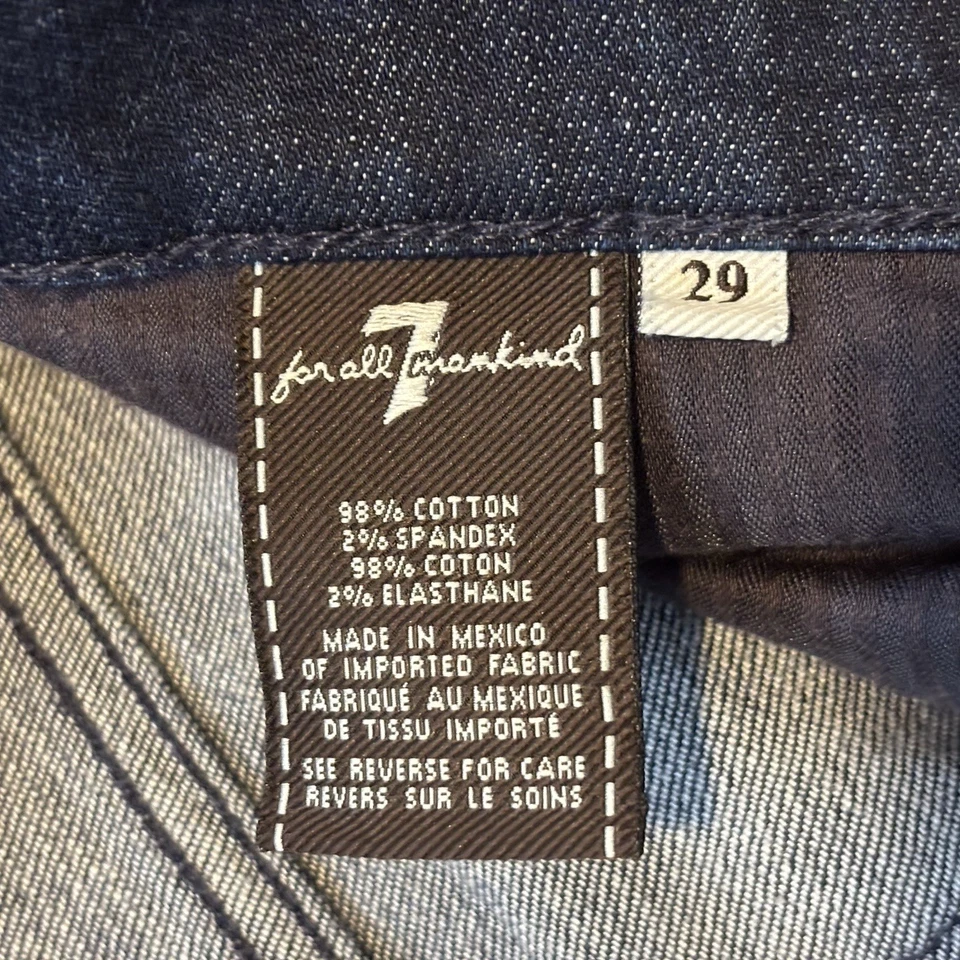 7
for all mankind
29
98% COTTON
2% SPANDEX
98% COTON
2% ELASTHANE
MADE IN MEXICO
OF IMPORTED FABRIC
FABRIQUÉ AU MEXIQUE
DE TISSU IMPORTÉ
SEE REVERSE FOR CARE
REVERS SUR LE SOINS